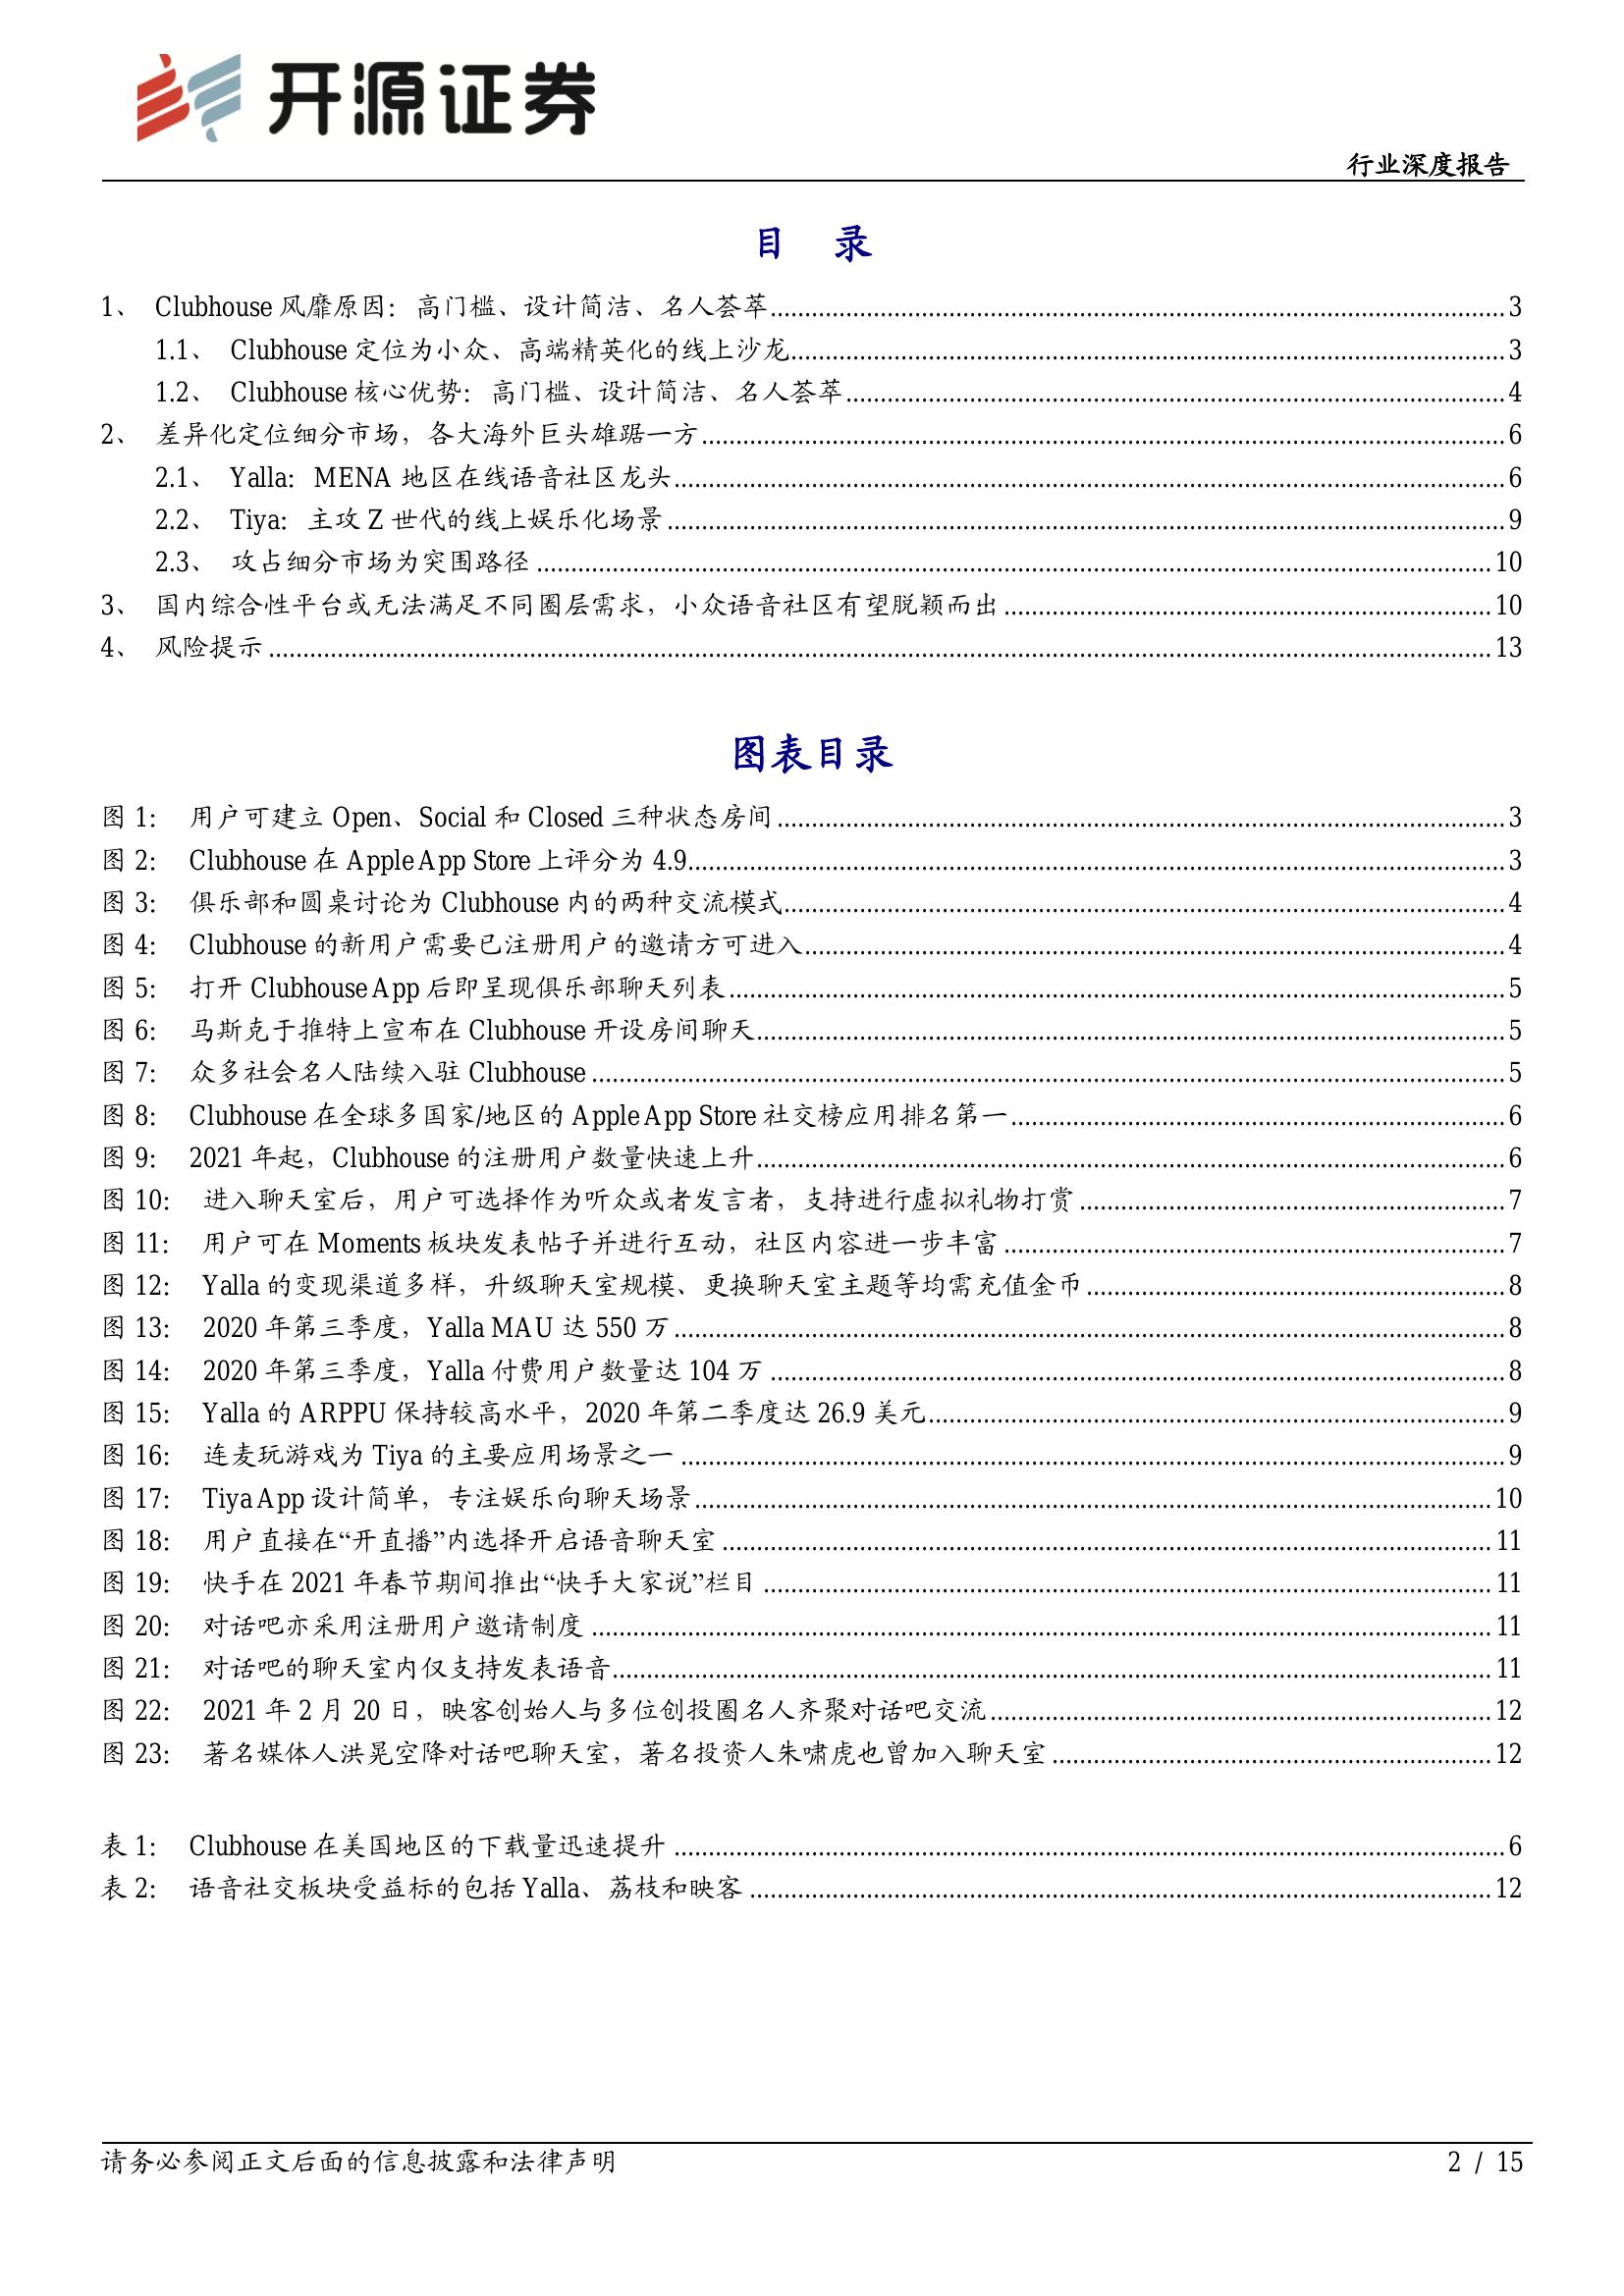 开源证券
行业深度报告
目 录
1、 Clubhouse 风靡原因：高门槛、设计简洁、名人荟萃 3
1.1、 Clubhouse 定位为小众、高端精英化的线上沙龙 3
1.2、 Clubhouse 核心优势：高门槛、设计简洁、名人荟萃 4
2、 差异化定位细分市场，各大海外巨头雄踞一方 6
2.1、 Yalla：MENA 地区在线语音社区龙头 6
2.2、 Tiya：主攻 Z 世代的线上娱乐化场景 9
2.3、 攻占细分市场为突围路径 10
3、 国内综合性平台或无法满足不同圈层需求，小众语音社区有望脱颖而出 10
4、 风险提示 13
图表目录
图 1： 用户可建立 Open、Social 和 Closed 三种状态房间 3
图 2： Clubhouse 在 Apple App Store 上评分为 4.9 3
图 3： 俱乐部和圆桌讨论为 Clubhouse 内的两种交流模式 4
图 4： Clubhouse 的新用户需要已注册用户的邀请方可进入 4
图 5： 打开 Clubhouse App 后即呈现俱乐部聊天列表 5
图 6： 马斯克于推特上宣布在 Clubhouse 开设房间聊天 5
图 7： 众多社会名人陆续入驻 Clubhouse 5
图 8： Clubhouse 在全球多国家/地区的 Apple App Store 社交榜应用排名第一 6
图 9： 2021 年起，Clubhouse 的注册用户数量快速上升 6
图 10： 进入聊天室后，用户可选择作为听众或者发言者，支持进行虚拟礼物打赏 7
图 11： 用户可在 Moments 板块发表帖子并进行互动，社区内容进一步丰富 7
图 12： Yalla 的变现渠道多样，升级聊天室规模、更换聊天室主题等均需充值金币 8
图 13： 2020 年第三季度，Yalla MAU 达 550 万 8
图 14： 2020 年第三季度，Yalla 付费用户数量达 104 万 8
图 15： Yalla 的 ARPPU 保持较高水平，2020 年第二季度达 26.9 美元 9
图 16： 连麦玩游戏为 Tiya 的主要应用场景之一 9
图 17： Tiya App 设计简单，专注娱乐向聊天场景 10
图 18： 用户直接在“开直播”内选择开启语音聊天室 11
图 19： 快手在 2021 年春节期间推出“快手大家说”栏目 11
图 20： 对话吧亦采用注册用户邀请制度 11
图 21： 对话吧的聊天室内仅支持发表语音 11
图 22： 2021 年 2 月 20 日，映客创始人与多位创投圈名人齐聚对话吧交流 12
图 23： 著名媒体人洪晃空降对话吧聊天室，著名投资人朱啸虎也曾加入聊天室 12
表 1： Clubhouse 在美国地区的下载量迅速提升 6
表 2： 语音社交板块受益标的包括 Yalla、荔枝和映客 12
请务必参阅正文后面的信息披露和法律声明 2 / 15